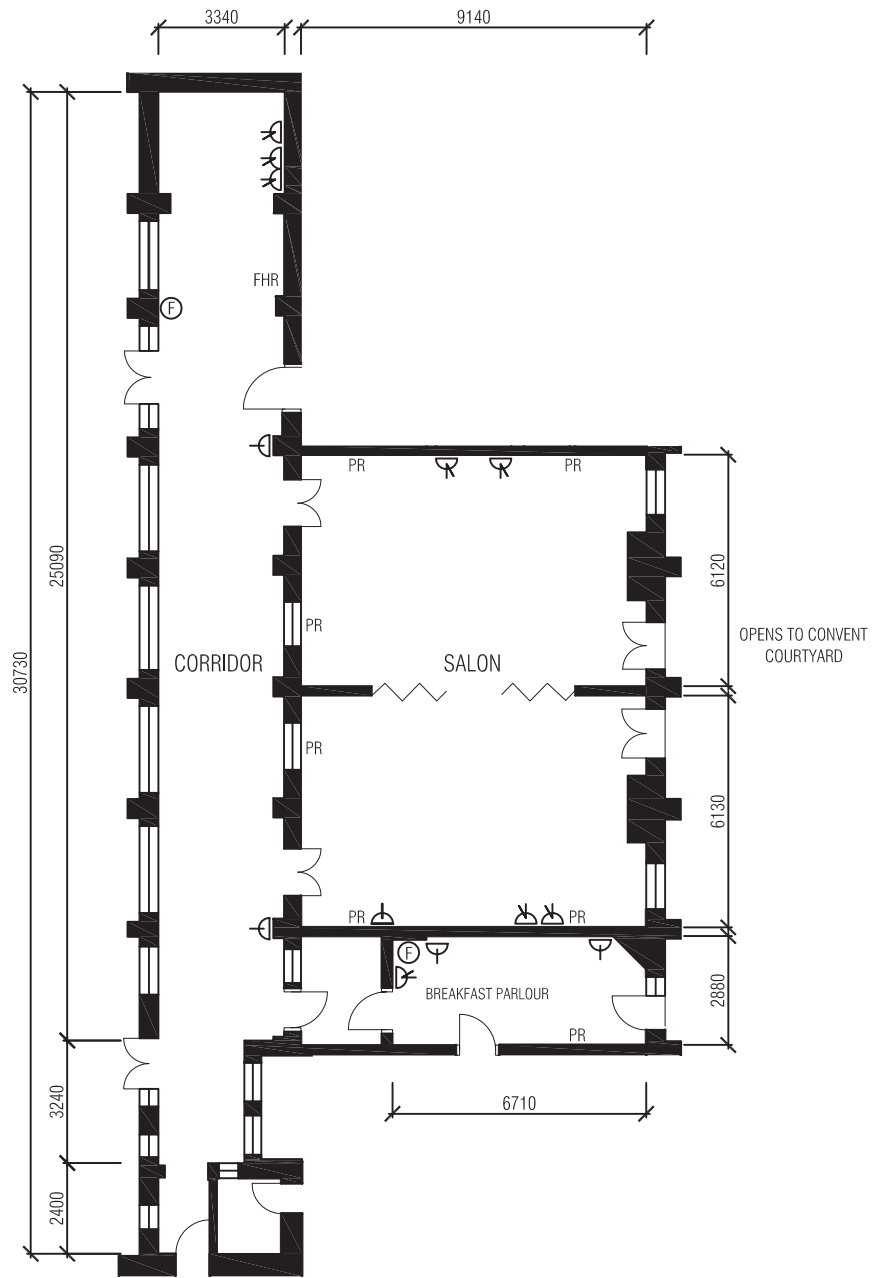 3340
9140
FHR
F
PR
PR
25090
6120
PR
OPENS TO CONVENT
COURTYARD
30730
CORRIDOR
SALON
PR
6130
PR
PR
F
BREAKFAST PARLOUR
2880
PR
3240
6710
2400